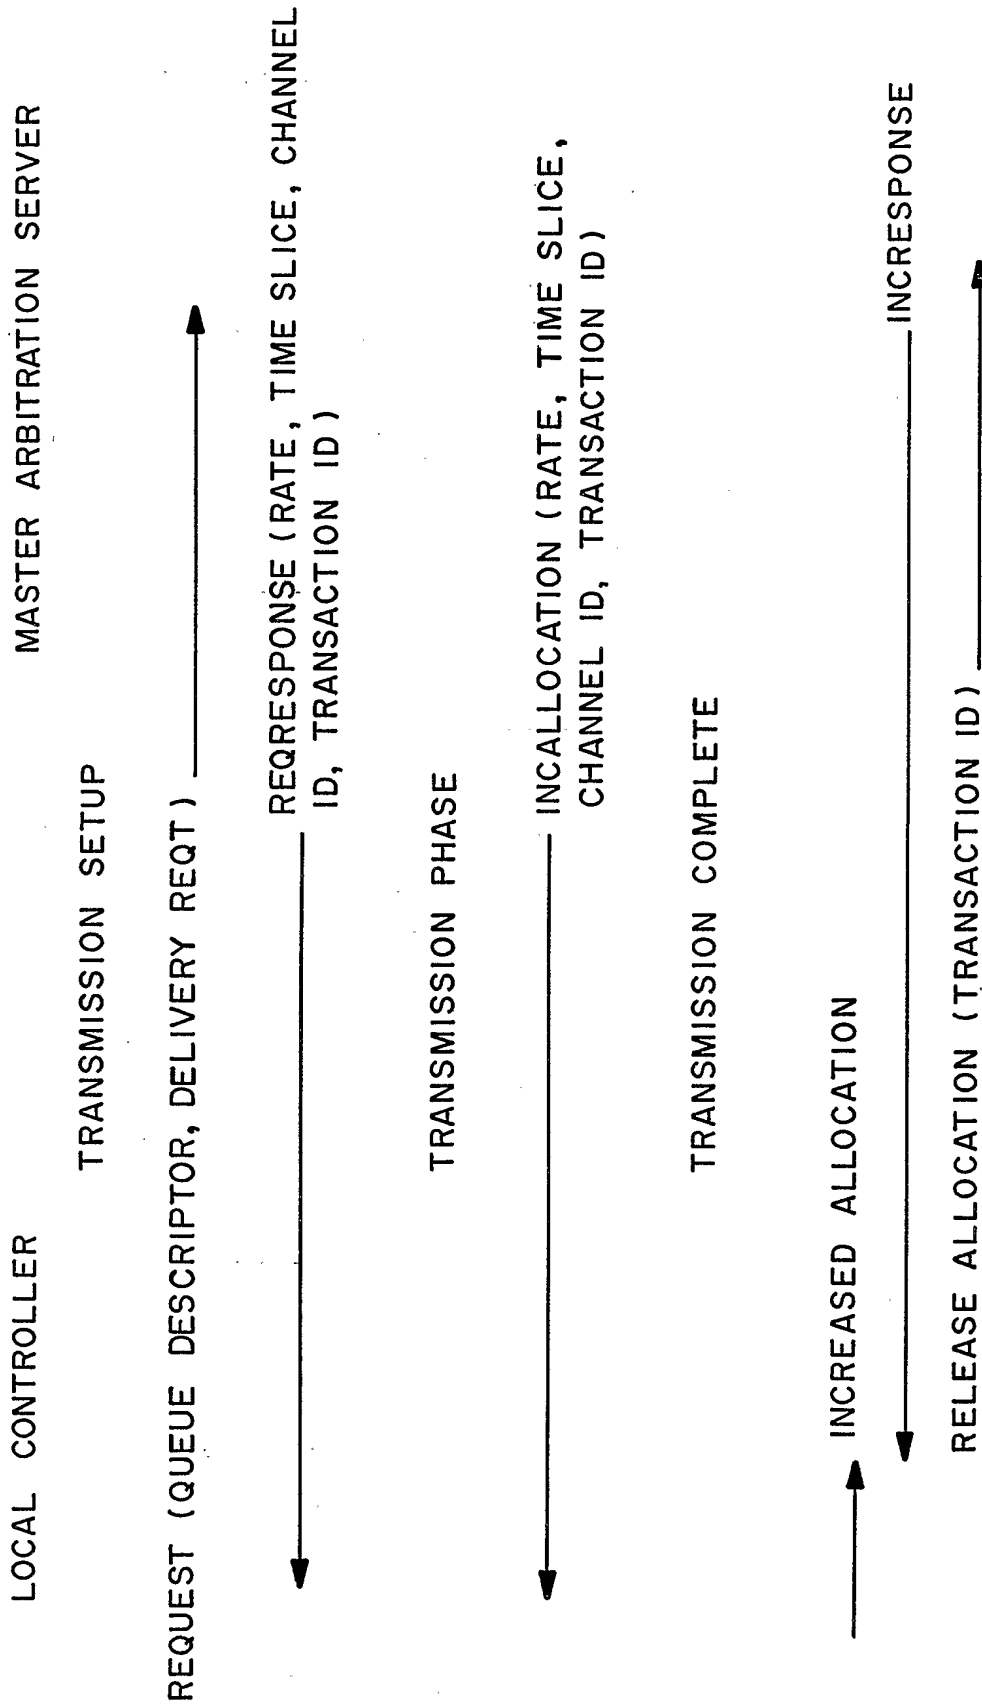 LOCAL CONTROLLER
MASTER ARBITRATION SERVER
TRANSMISSION SETUP
REQUEST (QUEUE DESCRIPTOR, DELIVERY REQT)
REQRESPONSE (RATE, TIME SLICE, CHANNEL
ID, TRANSACTION ID)
TRANSMISSION PHASE
INCALLOCATION (RATE, TIME SLICE,
CHANNEL ID, TRANSACTION ID)
TRANSMISSION COMPLETE
INCREASED ALLOCATION
INCRESPONSE
RELEASE ALLOCATION (TRANSACTION ID)